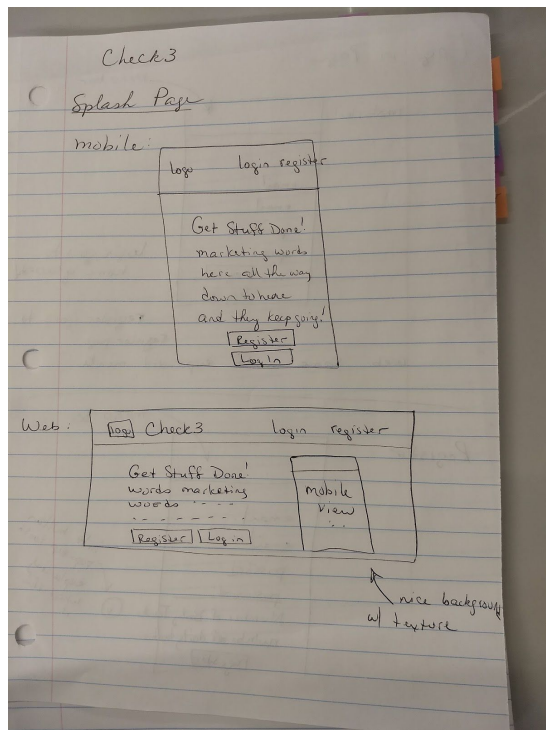 Check3
Splash Page
mobile:
logo login register
Get Stuff Done!
marketing words
here all the way
down to here
and they keep going!
Register
Log In
Web:
logo Check3 login register
Get Stuff Done!
words marketing
words
Register Log in
mobile
view
nice background
w/ texture